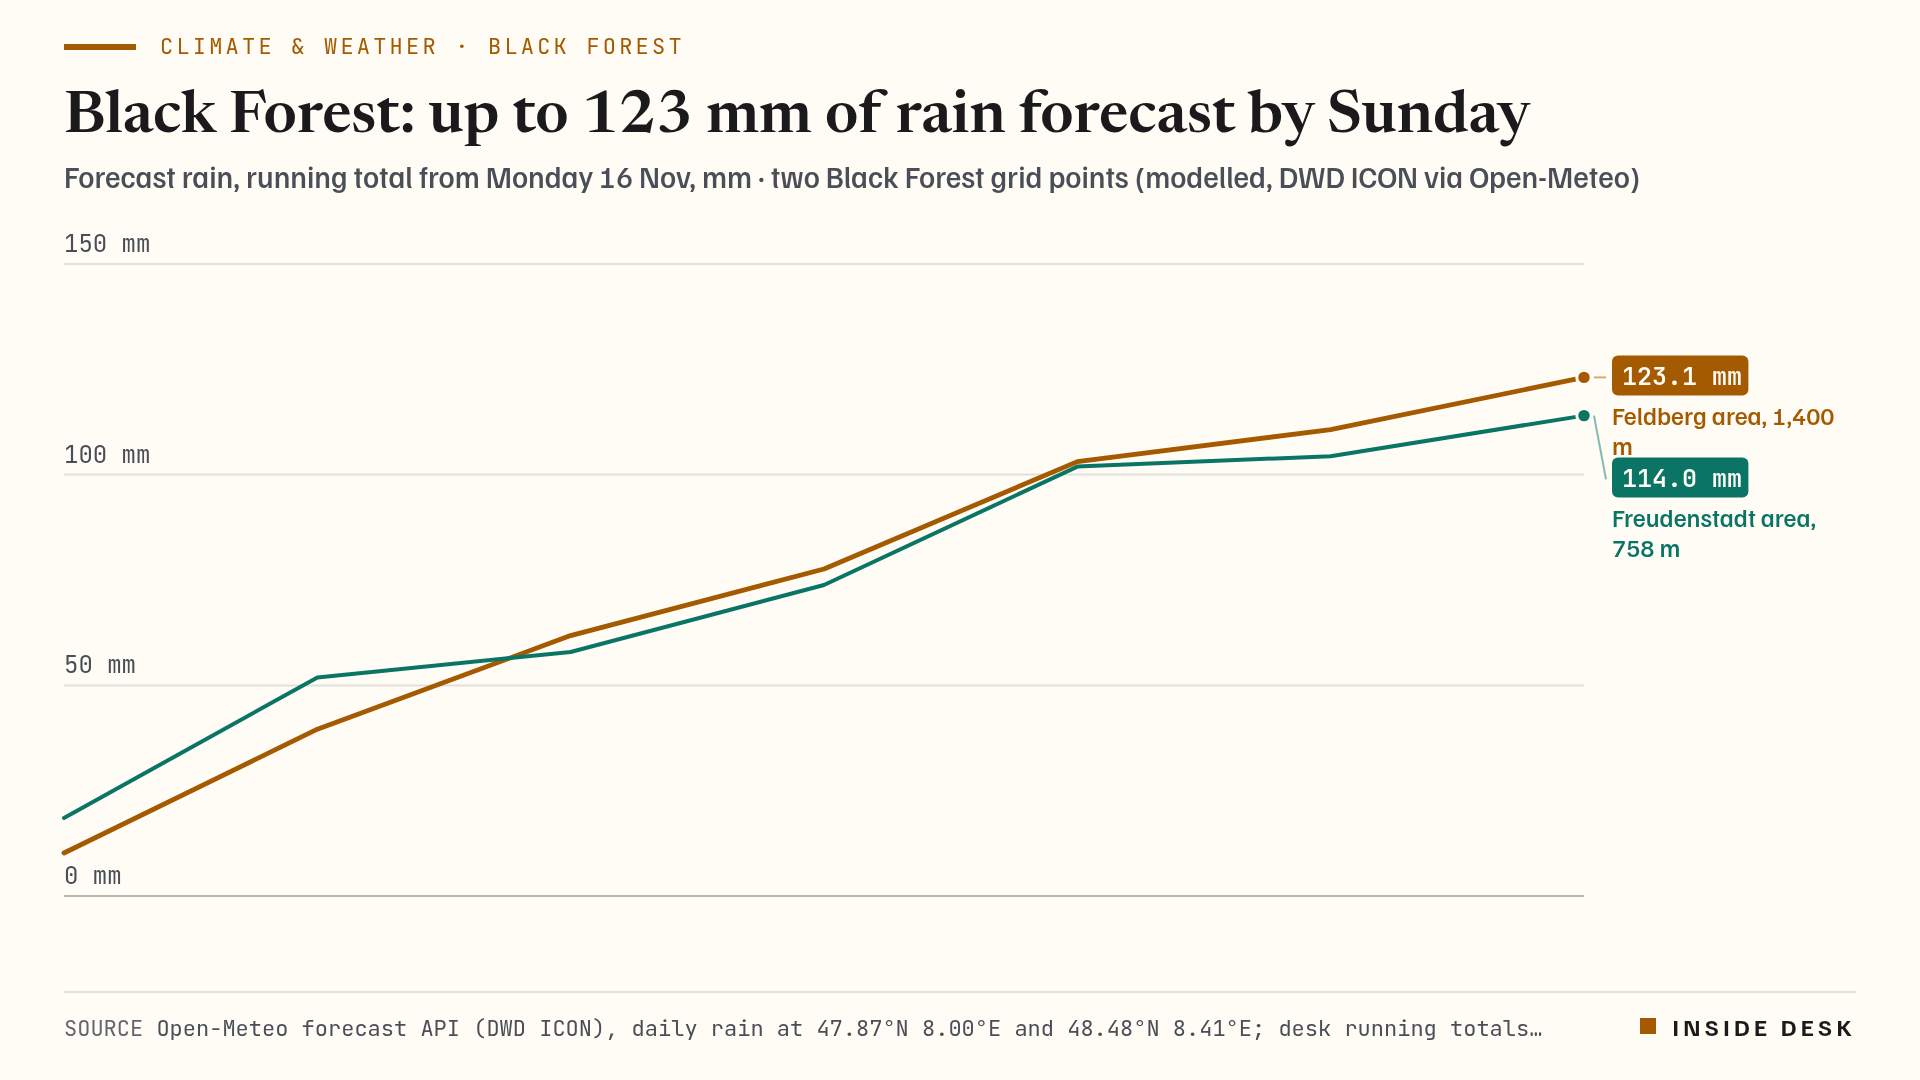 CLIMATE & WEATHER · BLACK FOREST
Black Forest: up to 123 mm of rain forecast by Sunday
Forecast rain, running total from Monday 16 Nov, mm · two Black Forest grid points (modelled, DWD ICON via Open-Meteo)
150 mm
123.1 mm
Feldberg area, 1,400
m
100 mm
114.0 mm
Freudenstadt area,
758 m
50 mm
0 mm
SOURCE Open-Meteo forecast API (DWD ICON), daily rain at 47.87°N 8.00°E and 48.48°N 8.41°E; desk running totals…
INSIDE DESK